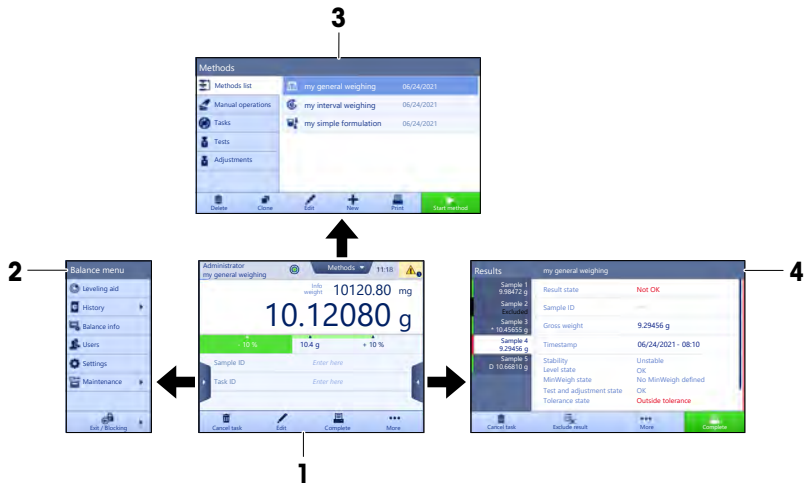 3
Methods
Methods list
Manual operations
Tasks
Tests
Adjustments
my general weighing 06/24/2021
my interval weighing 06/24/2021
my simple formulation 06/24/2021
Delete Clone Edit New Print Start method
2
Balance menu
Leveling aid
History
Balance info
Users
Settings
Maintenance
Exit / Blocking
Administrator
my general weighing
Methods 11:18
Info weight 10120.80 mg
10.12080 g
- 10 % 10.4 g + 10 %
Sample ID Enter here
Task ID Enter here
Cancel task Edit Complete More
1
4
Results my general weighing
Sample 1
9.98472 g
Sample 2
Excluded
Sample 3
* 10.45655 g
Sample 4
9.29456 g
Sample 5
D 10.66810 g
Result state Not OK
Sample ID
Gross weight 9.29456 g
Timestamp 06/24/2021 - 08:10
Stability Unstable
Level state OK
MinWeigh state No MinWeigh defined
Test and adjustment state OK
Tolerance state Outside tolerance
Cancel task Exclude result More Complete